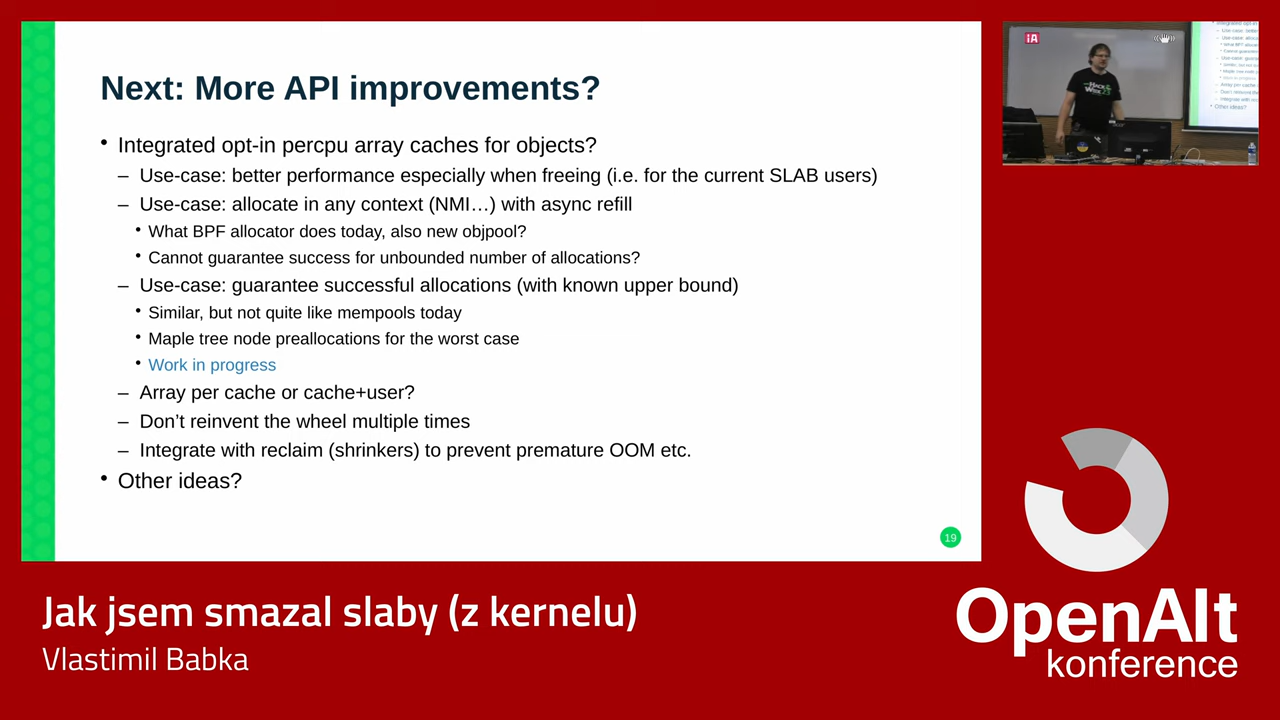 Next: More API improvements?
• Integrated opt-in percpu array caches for objects?
– Use-case: better performance especially when freeing (i.e. for the current SLAB users)
– Use-case: allocate in any context (NMI…) with async refill
• What BPF allocator does today, also new objpool?
• Cannot guarantee success for unbounded number of allocations?
– Use-case: guarantee successful allocations (with known upper bound)
• Similar, but not quite like mempools today
• Maple tree node preallocations for the worst case
• Work in progress
– Array per cache or cache+user?
– Don’t reinvent the wheel multiple times
– Integrate with reclaim (shrinkers) to prevent premature OOM etc.
• Other ideas?
19
Jak jsem smazal slaby (z kernelu)
Vlastimil Babka
OpenAlt
konference